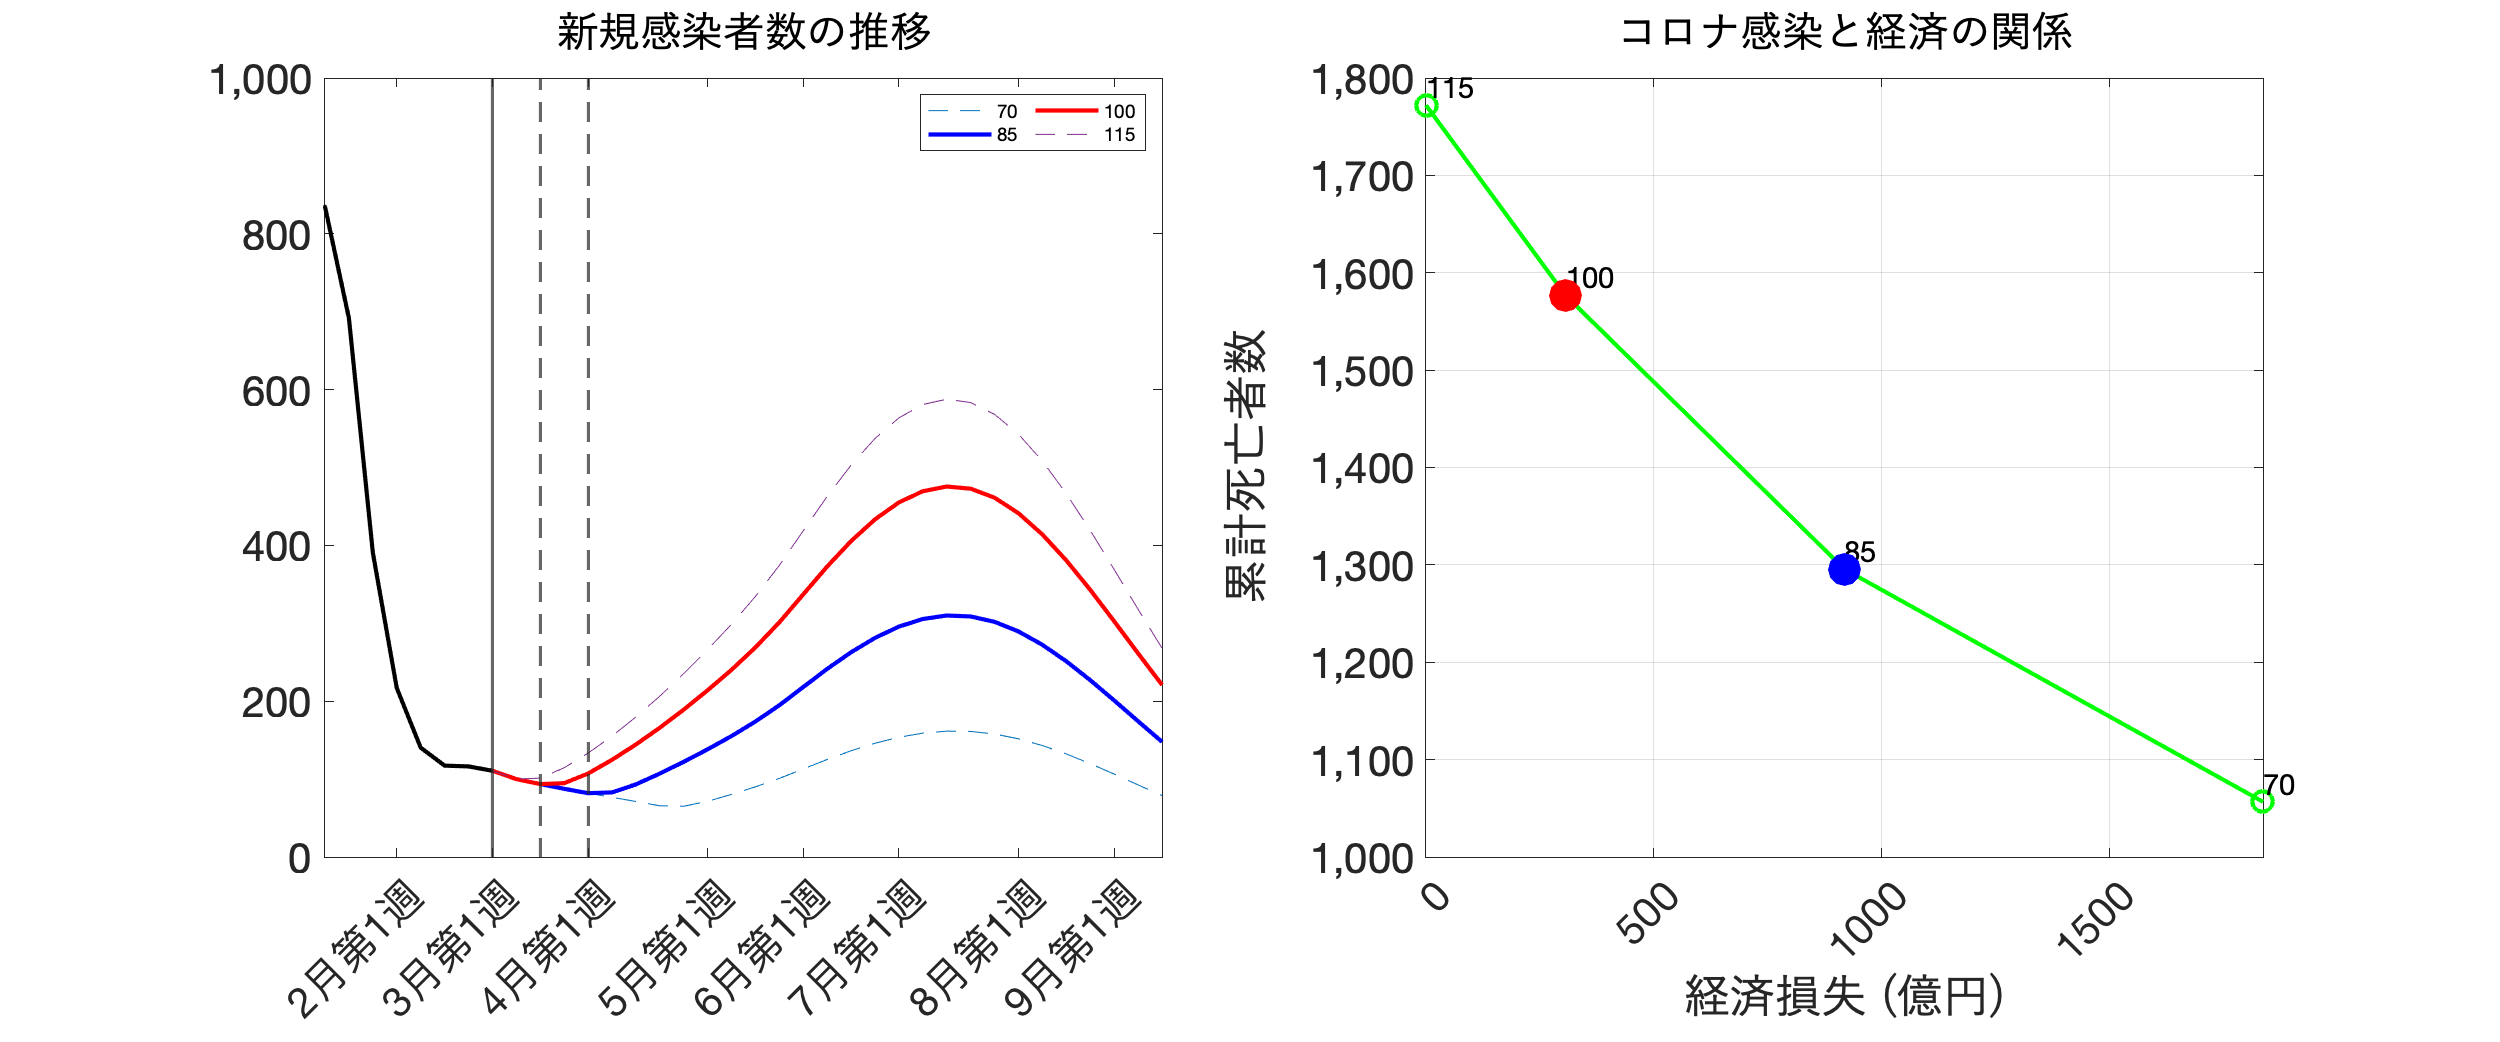 新規感染者数の推移
1,000
800
600
400
200
0
70
100
85
115
2月第1週
3月第1週
4月第1週
5月第1週
6月第1週
7月第1週
8月第1週
9月第1週
コロナ感染と経済の関係
累計死亡者数
1,800
1,700
1,600
1,500
1,400
1,300
1,200
1,100
1,000
115
100
85
70
0
500
1000
1500
経済損失（億円）